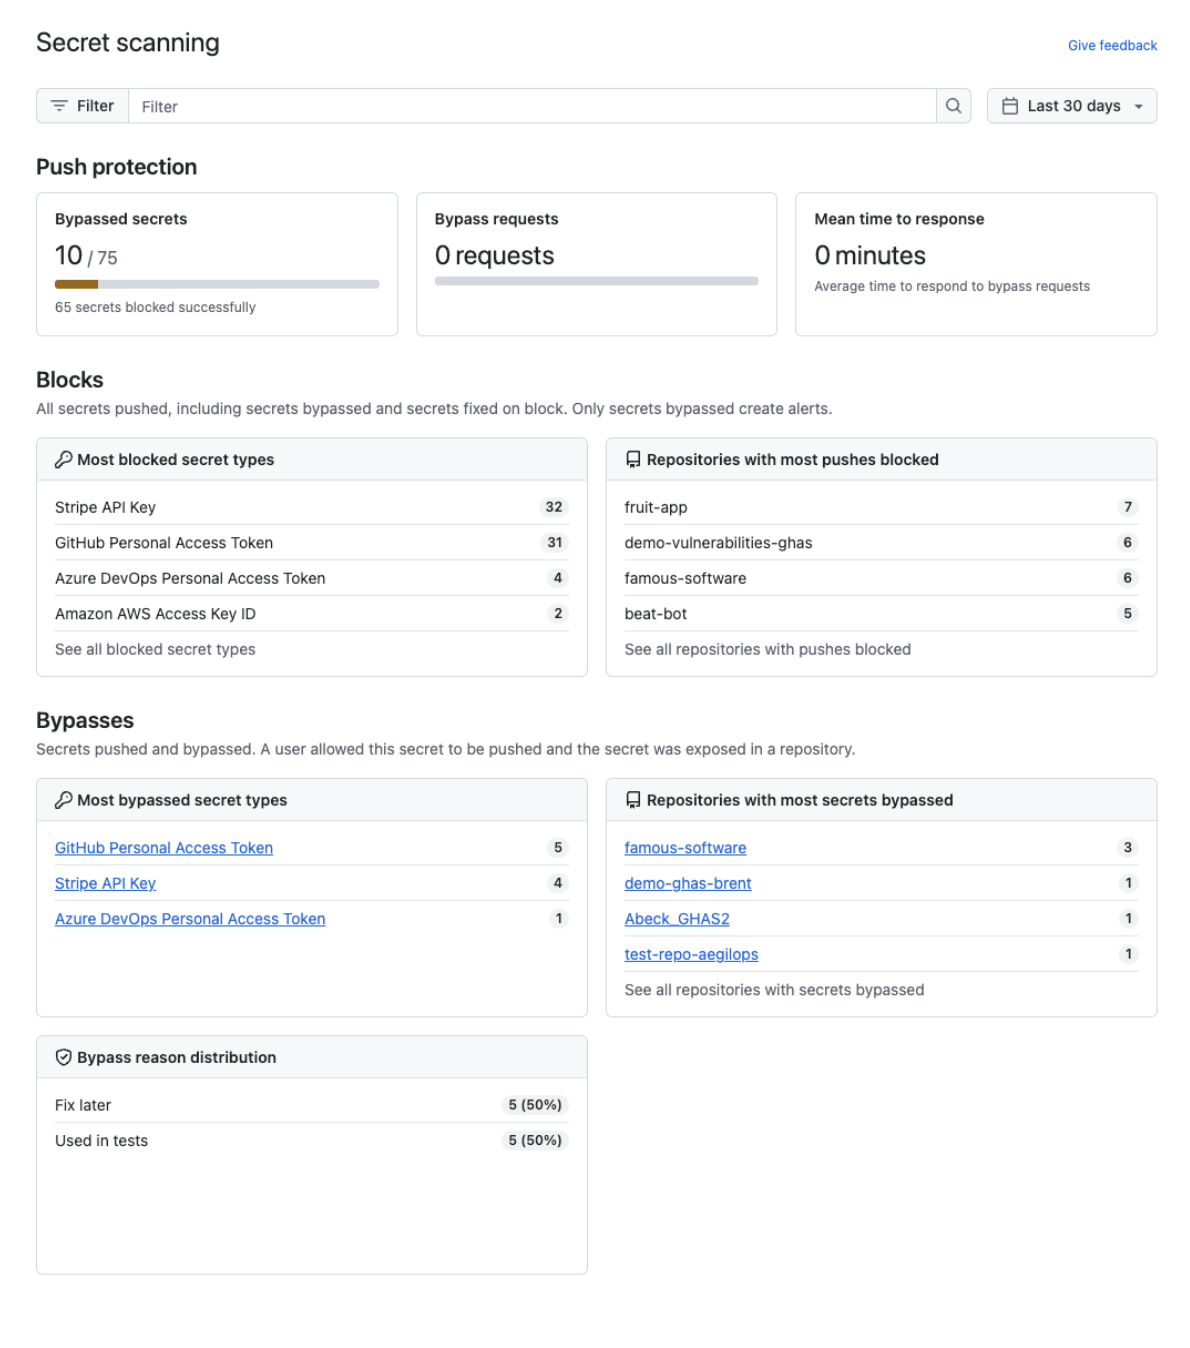 Secret scanning
Give feedback
Filter
Filter
Last 30 days
Push protection
Bypassed secrets
10 / 75
65 secrets blocked successfully
Bypass requests
0 requests
Mean time to response
0 minutes
Average time to respond to bypass requests
Blocks
All secrets pushed, including secrets bypassed and secrets fixed on block. Only secrets bypassed create alerts.
Most blocked secret types
Stripe API Key 32
GitHub Personal Access Token 31
Azure DevOps Personal Access Token 4
Amazon AWS Access Key ID 2
See all blocked secret types
Repositories with most pushes blocked
fruit-app 7
demo-vulnerabilities-ghas 6
famous-software 6
beat-bot 5
See all repositories with pushes blocked
Bypasses
Secrets pushed and bypassed. A user allowed this secret to be pushed and the secret was exposed in a repository.
Most bypassed secret types
GitHub Personal Access Token 5
Stripe API Key 4
Azure DevOps Personal Access Token 1
Repositories with most secrets bypassed
famous-software 3
demo-ghas-brent 1
Abeck_GHAS2 1
test-repo-aegilops 1
See all repositories with secrets bypassed
Bypass reason distribution
Fix later 5 (50%)
Used in tests 5 (50%)